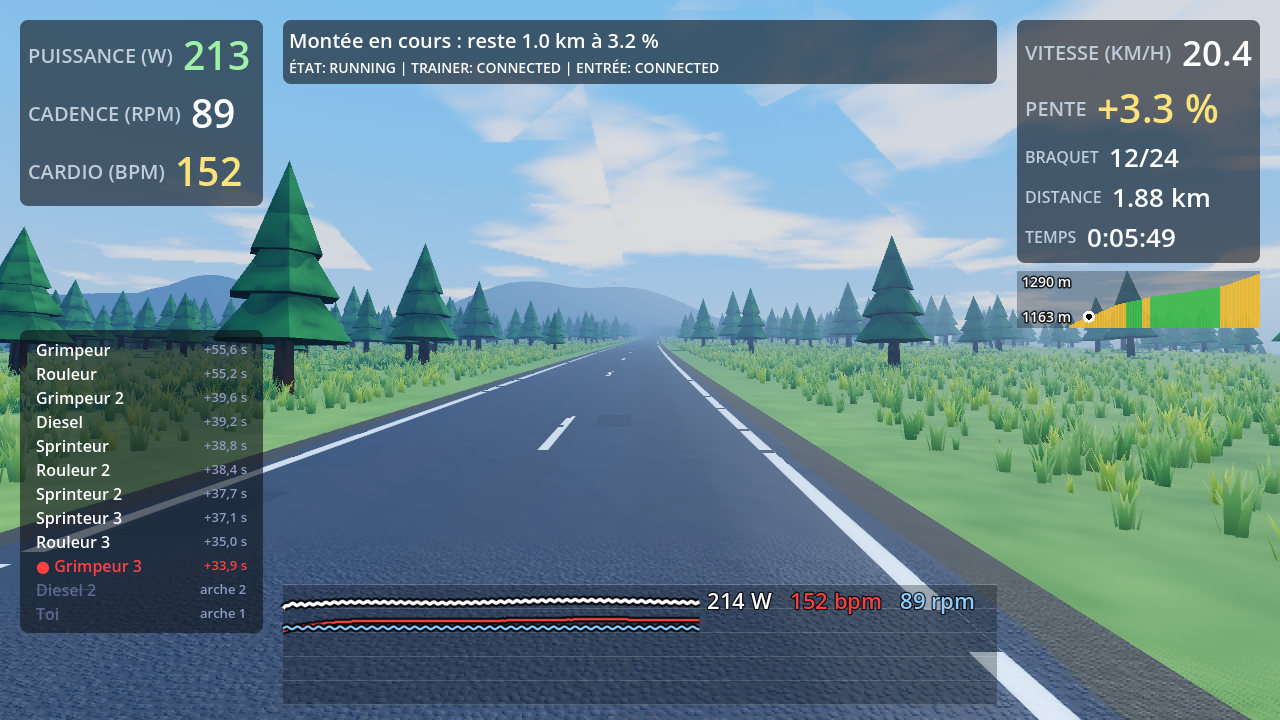 PUISSANCE (W) 213
CADENCE (RPM) 89
CARDIO (BPM) 152
Montée en cours : reste 1.0 km à 3.2 %
ÉTAT: RUNNING | TRAINER: CONNECTED | ENTRÉE: CONNECTED
VITESSE (KM/H) 20.4
PENTE +3.3 %
BRAQUET 12/24
DISTANCE 1.88 km
TEMPS 0:05:49
1290 m
1163 m
Grimpeur +55,6 s
Rouleur +55,2 s
Grimpeur 2 +39,6 s
Diesel +39,2 s
Sprinteur +38,8 s
Rouleur 2 +38,4 s
Sprinteur 2 +37,7 s
Sprinteur 3 +37,1 s
Rouleur 3 +35,0 s
Grimpeur 3 +33,9 s
Diesel 2 arche 2
Toi arche 1
214 W 152 bpm 89 rpm